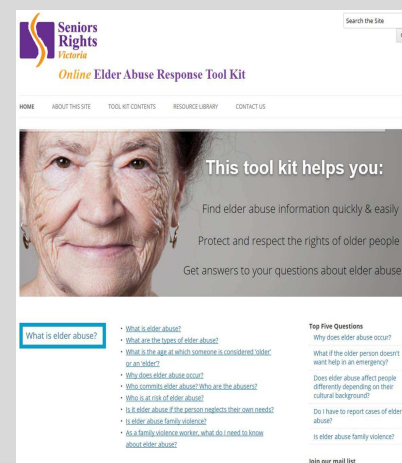 Seniors
Rights
Victoria
Search the Site
Online Elder Abuse Response Tool Kit
HOME ABOUT THIS SITE TOOL KIT CONTENTS RESOURCE LIBRARY CONTACT US
This tool kit helps you:
Find elder abuse information quickly & easily
Protect and respect the rights of older people
Get answers to your questions about elder abuse
What is elder abuse?
What is elder abuse?
What are the types of elder abuse?
What is the age at which someone is considered 'older'
or an 'elder'?
Why does elder abuse occur?
Who commits elder abuse? Who are the abusers?
Who is at risk of elder abuse?
Is it elder abuse if the person neglects their own needs?
Is elder abuse family violence?
As a family violence worker, what do I need to know
about elder abuse?
Top Five Questions
Why does elder abuse occur?
What if the older person doesn't
want help in an emergency?
Does elder abuse affect people
differently depending on their
cultural background?
Do I have to report cases of elder
abuse?
Is elder abuse family violence?
Join our mail list